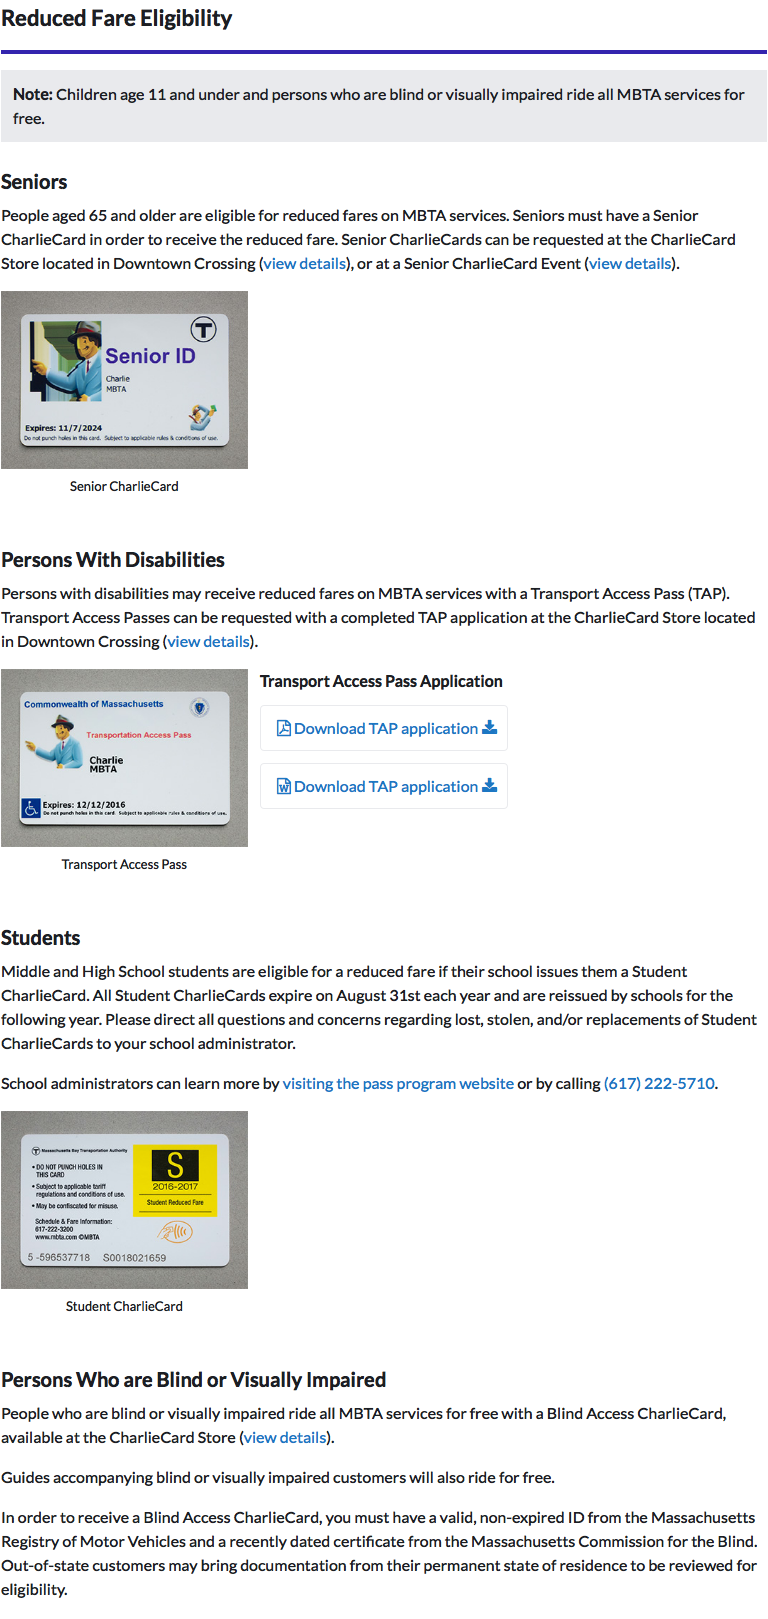 Reduced Fare Eligibility
Note: Children age 11 and under and persons who are blind or visually impaired ride all MBTA services for
free.
Seniors
People aged 65 and older are eligible for reduced fares on MBTA services. Seniors must have a Senior
CharlieCard in order to receive the reduced fare. Senior CharlieCards can be requested at the CharlieCard
Store located in Downtown Crossing (view details), or at a Senior CharlieCard Event (view details).
T
Senior ID
Charlie
MBTA
Expires: 11/7/2024
Do not punch holes in this card. Subject to applicable rules & conditions of use.
Senior CharlieCard
Persons With Disabilities
Persons with disabilities may receive reduced fares on MBTA services with a Transport Access Pass (TAP).
Transport Access Passes can be requested with a completed TAP application at the CharlieCard Store located
in Downtown Crossing (view details).
Commonwealth of Massachusetts
Transportation Access Pass
Charlie
MBTA
Expires: 12/12/2016
Do not punch holes in this card. Subject to applicable rules & conditions of use.
Transport Access Pass
Transport Access Pass Application
Download TAP application
Download TAP application
Students
Middle and High School students are eligible for a reduced fare if their school issues them a Student
CharlieCard. All Student CharlieCards expire on August 31st each year and are reissued by schools for the
following year. Please direct all questions and concerns regarding lost, stolen, and/or replacements of Student
CharlieCards to your school administrator.
School administrators can learn more by visiting the pass program website or by calling (617) 222-5710.
T Massachusetts Bay Transportation Authority
• DO NOT PUNCH HOLES IN
THIS CARD
• Subject to applicable tariff
regulations and conditions of use.
• May be confiscated for misuse.
Schedule & Fare Information:
617-222-3200
www.mbta.com ©MBTA
S
2016-2017
Student Reduced Fare
5 -596537718 S0018021659
Student CharlieCard
Persons Who are Blind or Visually Impaired
People who are blind or visually impaired ride all MBTA services for free with a Blind Access CharlieCard,
available at the CharlieCard Store (view details).
Guides accompanying blind or visually impaired customers will also ride for free.
In order to receive a Blind Access CharlieCard, you must have a valid, non-expired ID from the Massachusetts
Registry of Motor Vehicles and a recently dated certificate from the Massachusetts Commission for the Blind.
Out-of-state customers may bring documentation from their permanent state of residence to be reviewed for
eligibility.